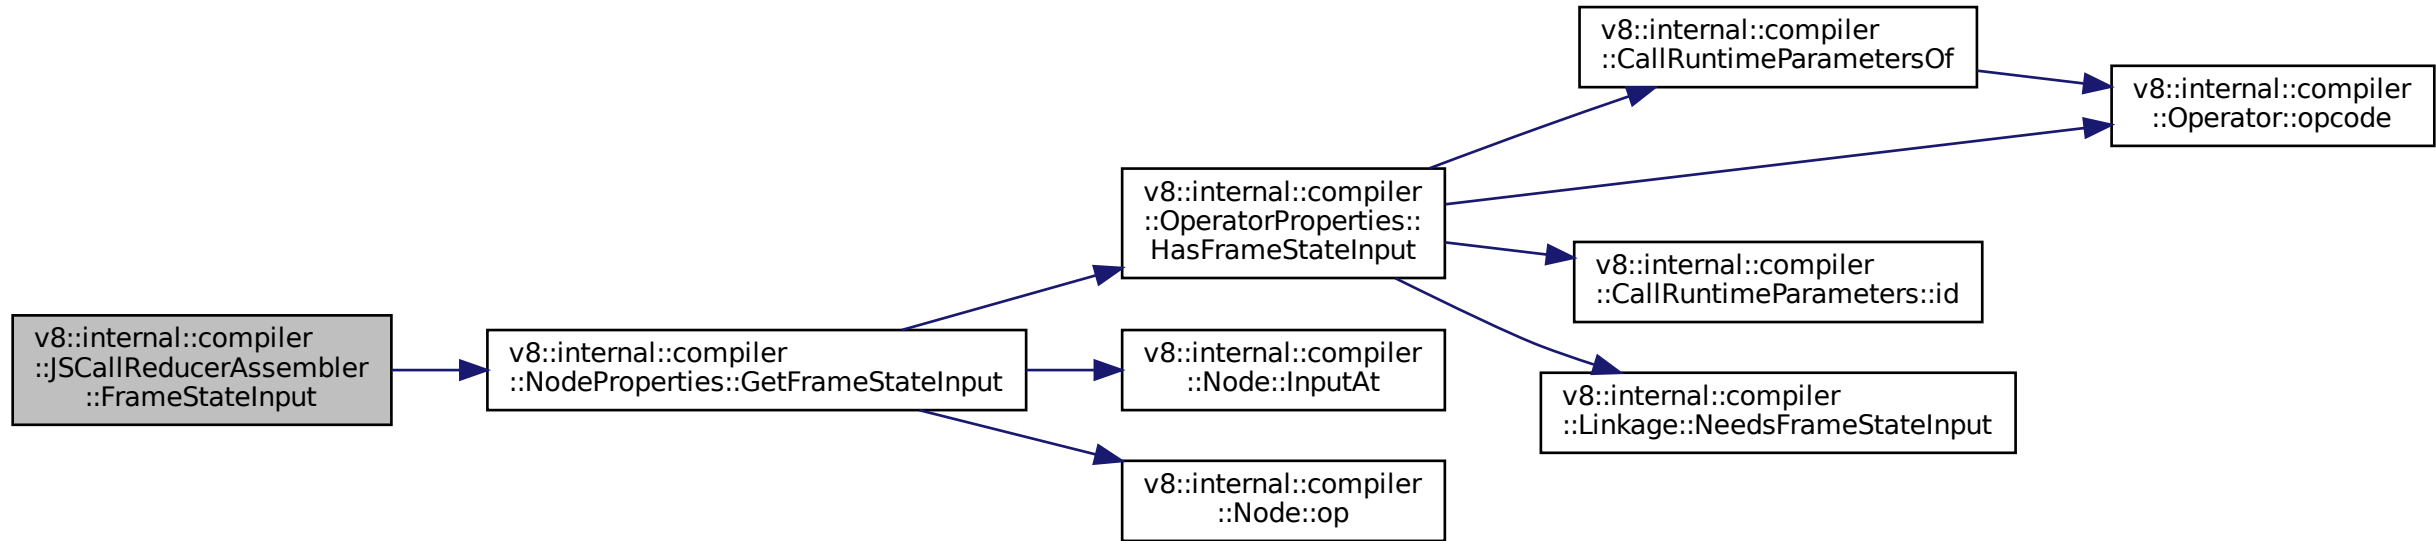 v8::internal::compiler
::JSCallReducerAssembler
::FrameStateInput
v8::internal::compiler
::NodeProperties::GetFrameStateInput
v8::internal::compiler
::OperatorProperties::
HasFrameStateInput
v8::internal::compiler
::Node::InputAt
v8::internal::compiler
::Node::op
v8::internal::compiler
::CallRuntimeParametersOf
v8::internal::compiler
::CallRuntimeParameters::id
v8::internal::compiler
::Linkage::NeedsFrameStateInput
v8::internal::compiler
::Operator::opcode